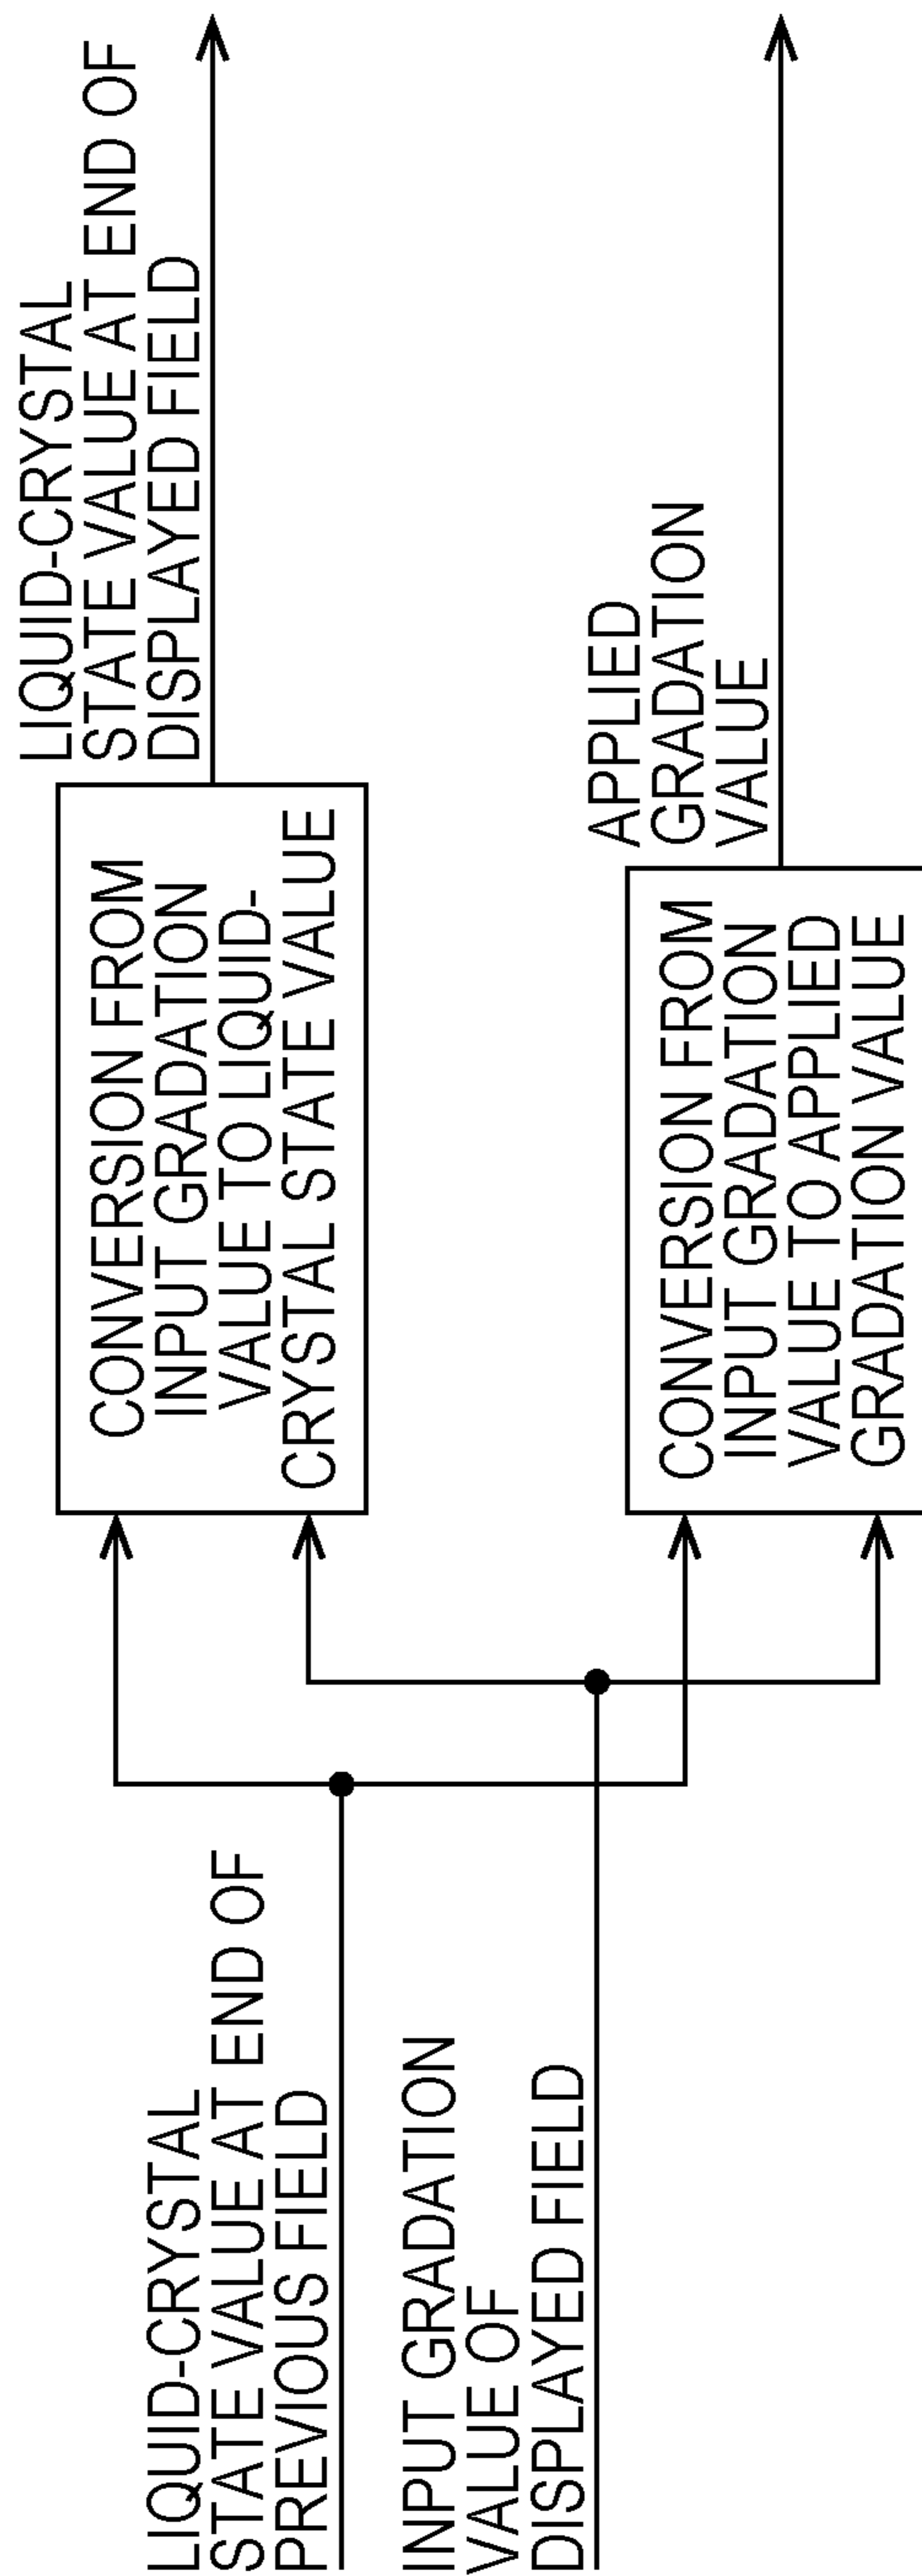 LIQUID-CRYSTAL
STATE VALUE AT END OF
PREVIOUS FIELD
INPUT GRADATION
VALUE OF
DISPLAYED FIELD
CONVERSION FROM
INPUT GRADATION
VALUE TO LIQUID-
CRYSTAL STATE VALUE
LIQUID-CRYSTAL
STATE VALUE AT END OF
DISPLAYED FIELD
CONVERSION FROM
INPUT GRADATION
VALUE TO APPLIED
GRADATION VALUE
APPLIED
GRADATION
VALUE